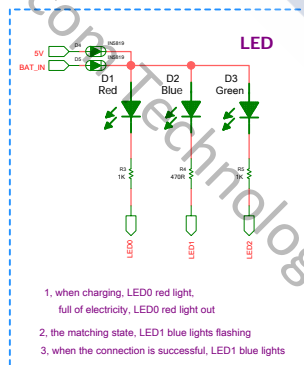 LED
D4 IN5819
5V
D5 IN5819
BAT_IN
D1 D2 D3
Red Blue Green
R3 R4 R5
1K 470R 1K
LED0 LED1 LED2
1, when charging, LED0 red light,
full of electricity, LED0 red light out
2, the matching state, LED1 blue lights flashing
3, when the connection is successful, LED1 blue lights
com Technolog